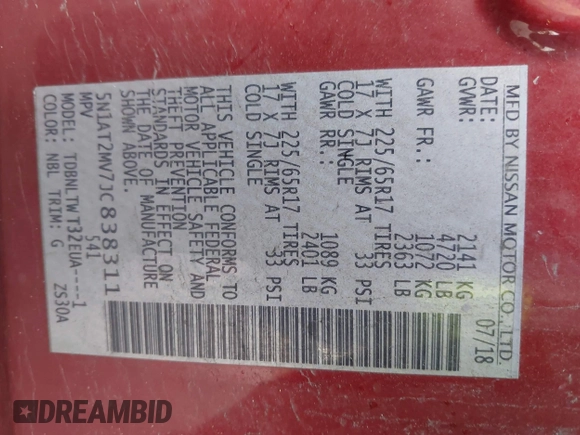 MFD BY NISSAN MOTOR CO., LTD.
DATE: 07/18
GVWR: 2141 KG
4720 LB
GAWR FR: 1072 KG
2363 LB
WITH 225/65R17 TIRES
17 X 7J RIMS AT 33 PSI
COLD SINGLE
GAWR RR: 1089 KG
2401 LB
WITH 225/65R17 TIRES
17 X 7J RIMS AT 33 PSI
COLD SINGLE
THIS VEHICLE CONFORMS TO
ALL APPLICABLE FEDERAL
MOTOR VEHICLE SAFETY AND
THEFT PREVENTION
STANDARDS IN EFFECT ON
THE DATE OF MANUFACTURE
SHOWN ABOVE.
5N1AT2MV7JC838311
MPV 541
MODEL: TDBNLTWT32EUA----1
COLOR: NBL TRIM: G ZS30A
DREAMBID